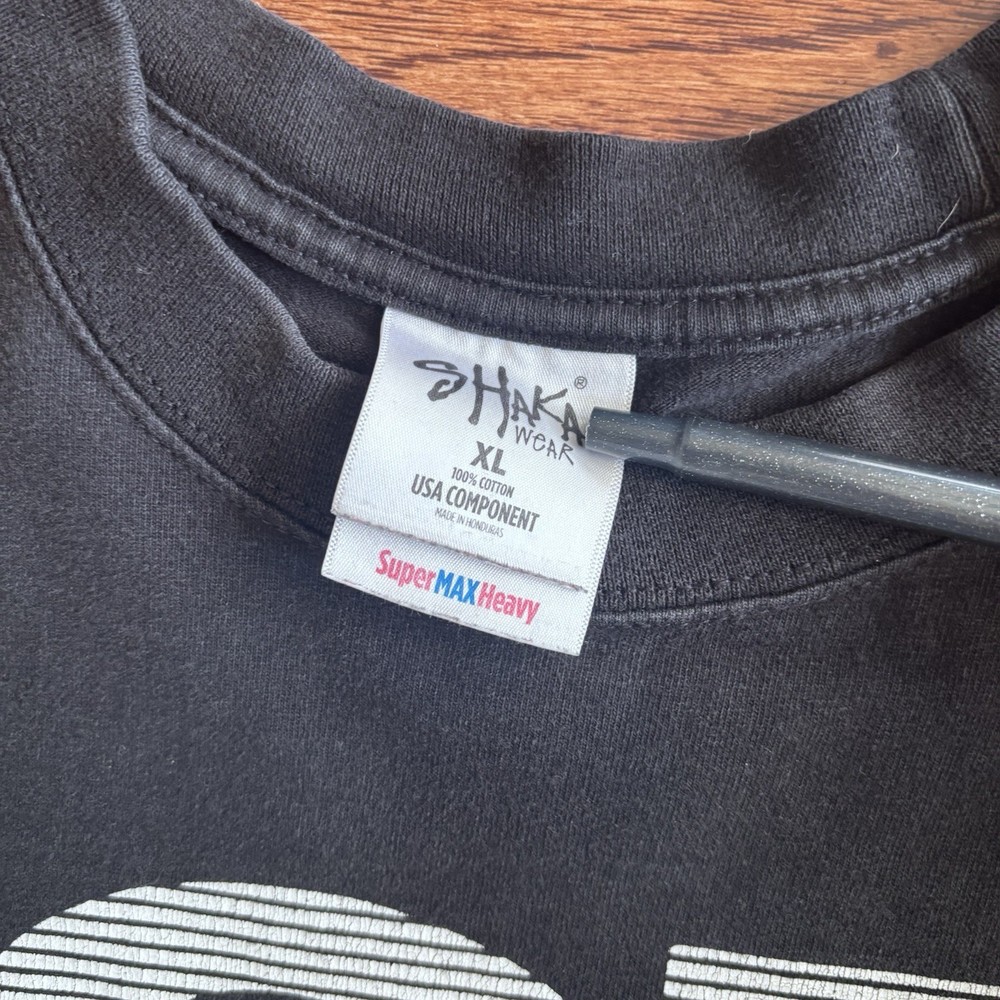 SHAKA®
WEAR
XL
100% COTTON
USA COMPONENT
MADE IN HONDURAS
SuperMAXHeavy